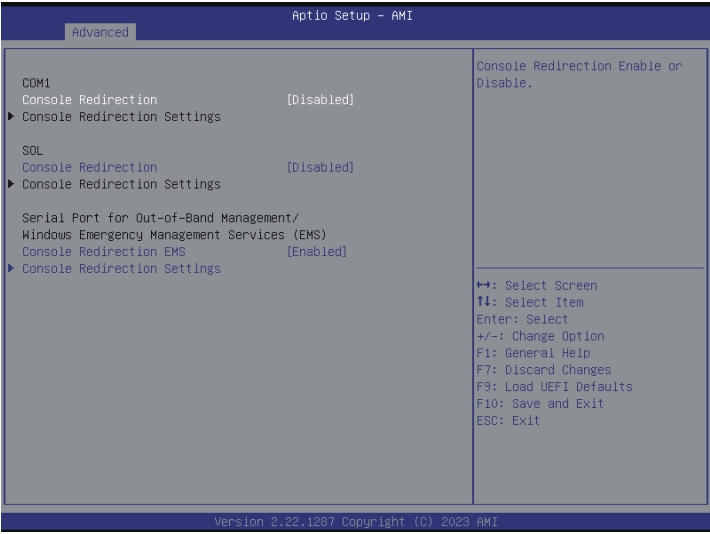 Aptio Setup – AMI
Advanced
COM1
Console Redirection [Disabled]
▶ Console Redirection Settings
SOL
Console Redirection [Disabled]
▶ Console Redirection Settings
Serial Port for Out-of-Band Management/
Windows Emergency Management Services (EMS)
Console Redirection EMS [Enabled]
▶ Console Redirection Settings
Console Redirection Enable or
Disable.
↔: Select Screen
↑↓: Select Item
Enter: Select
+/-: Change Option
F1: General Help
F7: Discard Changes
F9: Load UEFI Defaults
F10: Save and Exit
ESC: Exit
Version 2.22.1287 Copyright (C) 2023 AMI